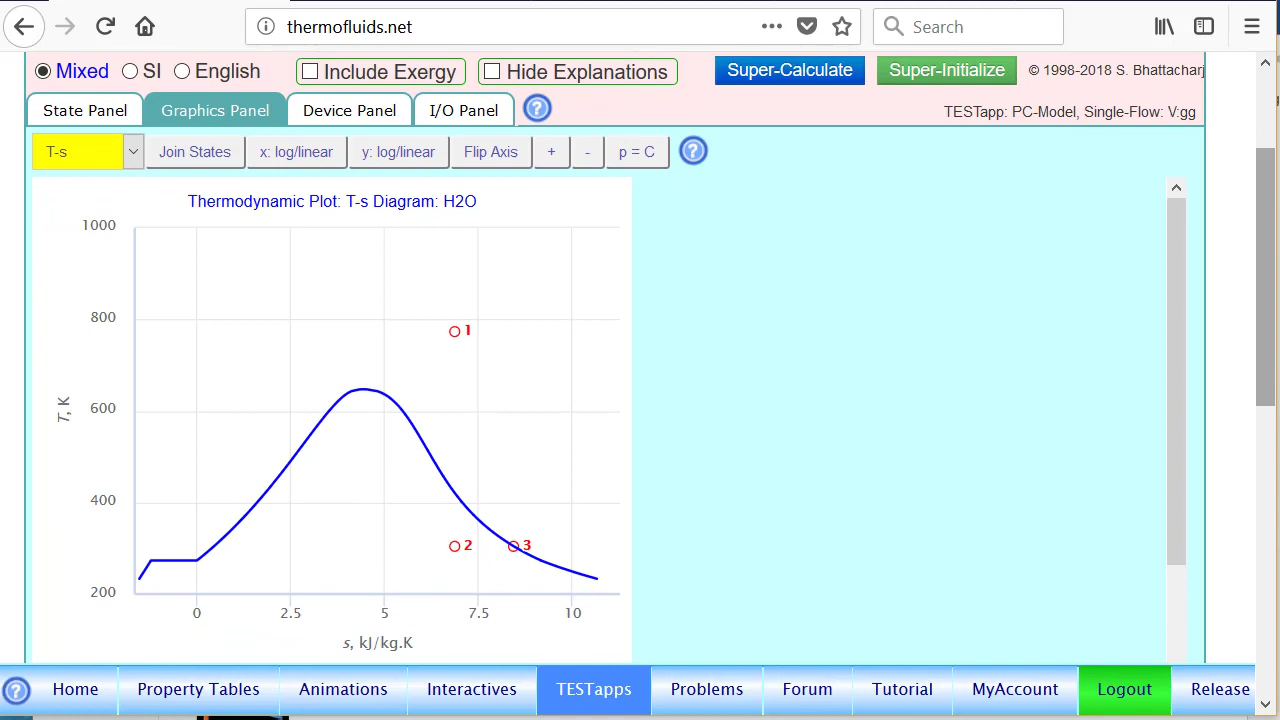 thermofluids.net
Search
Mixed SI English Include Exergy Hide Explanations Super-Calculate Super-Initialize © 1998-2018 S. Bhattacharj
State Panel Graphics Panel Device Panel I/O Panel ? TESTapp: PC-Model, Single-Flow: V:gg
T-s Join States x: log/linear y: log/linear Flip Axis + - p = C ?
Thermodynamic Plot: T-s Diagram: H2O
1000
800
1
T, K
600
400
2 3
200
0 2.5 5 7.5 10
s, kJ/kg.K
? Home Property Tables Animations Interactives TESTapps Problems Forum Tutorial MyAccount Logout Release